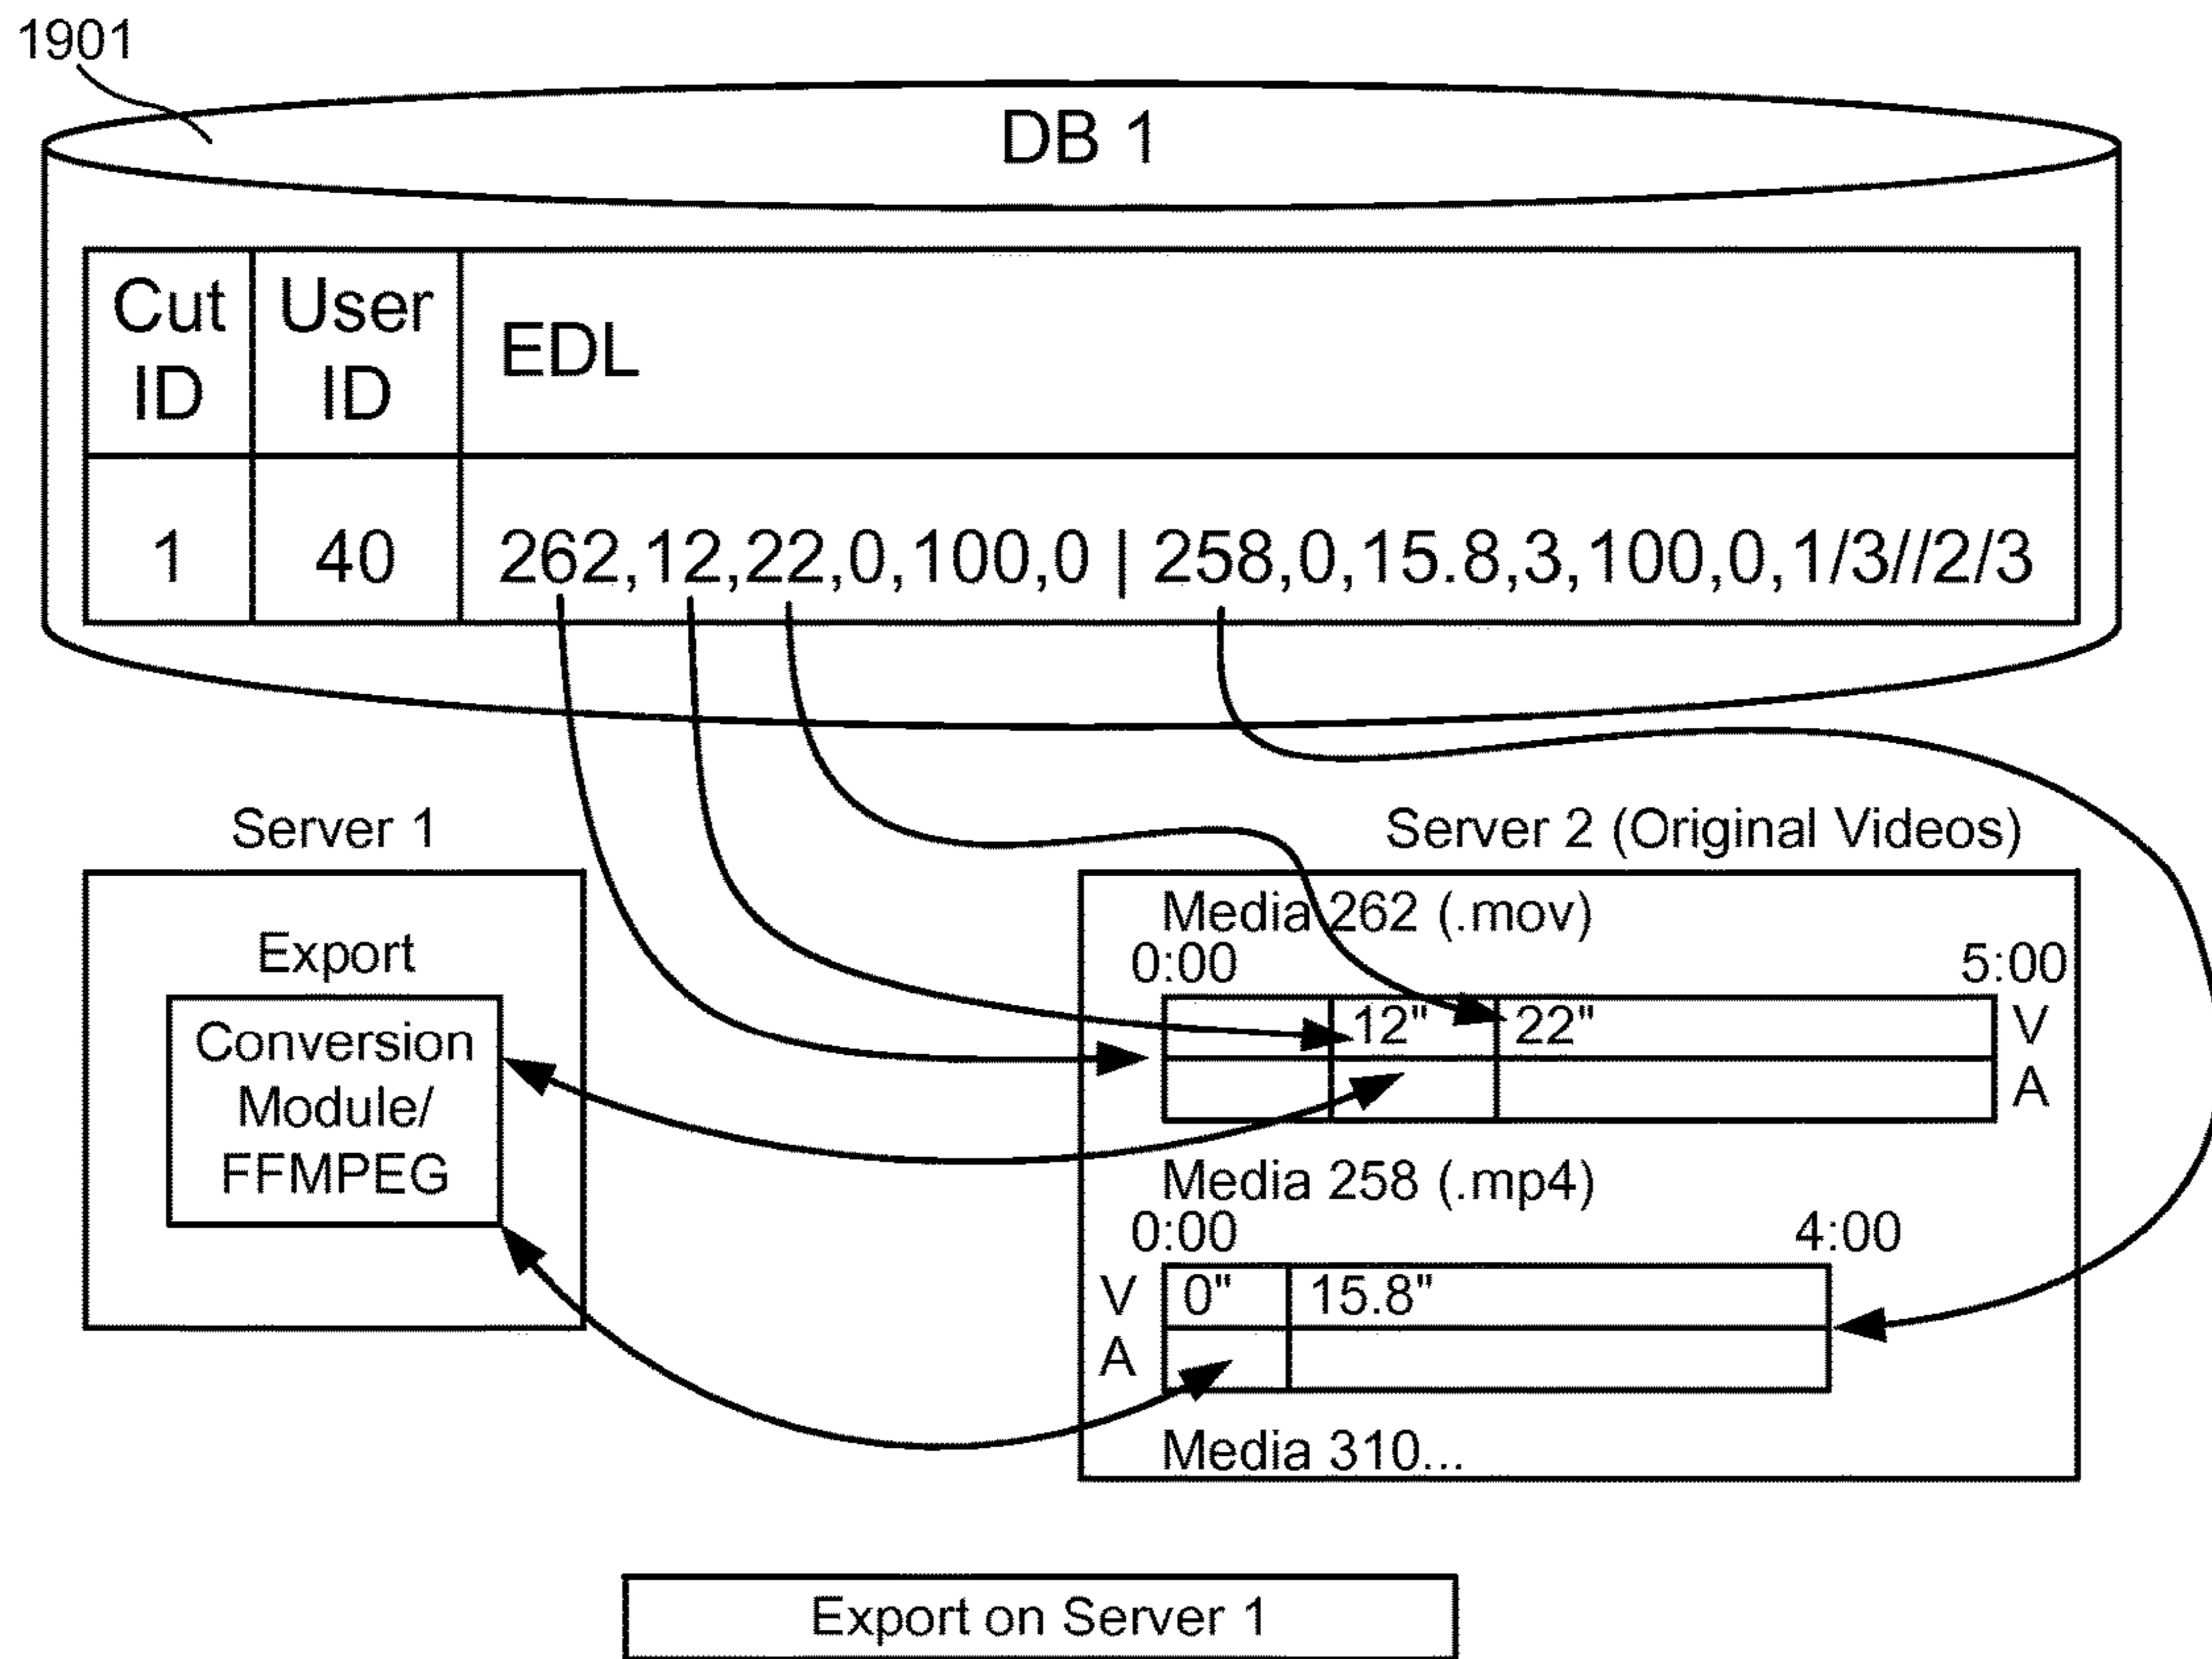 1901
DB 1
Cut
ID
User
ID
EDL
1
40
262,12,22,0,100,0 | 258,0,15.8,3,100,0,1/3//2/3
Server 1
Export
Conversion
Module/
FFMPEG
Server 2 (Original Videos)
Media 262 (.mov)
0:00
5:00
12"
22"
V
A
Media 258 (.mp4)
0:00
4:00
V
0"
15.8"
A
Media 310...
Export on Server 1